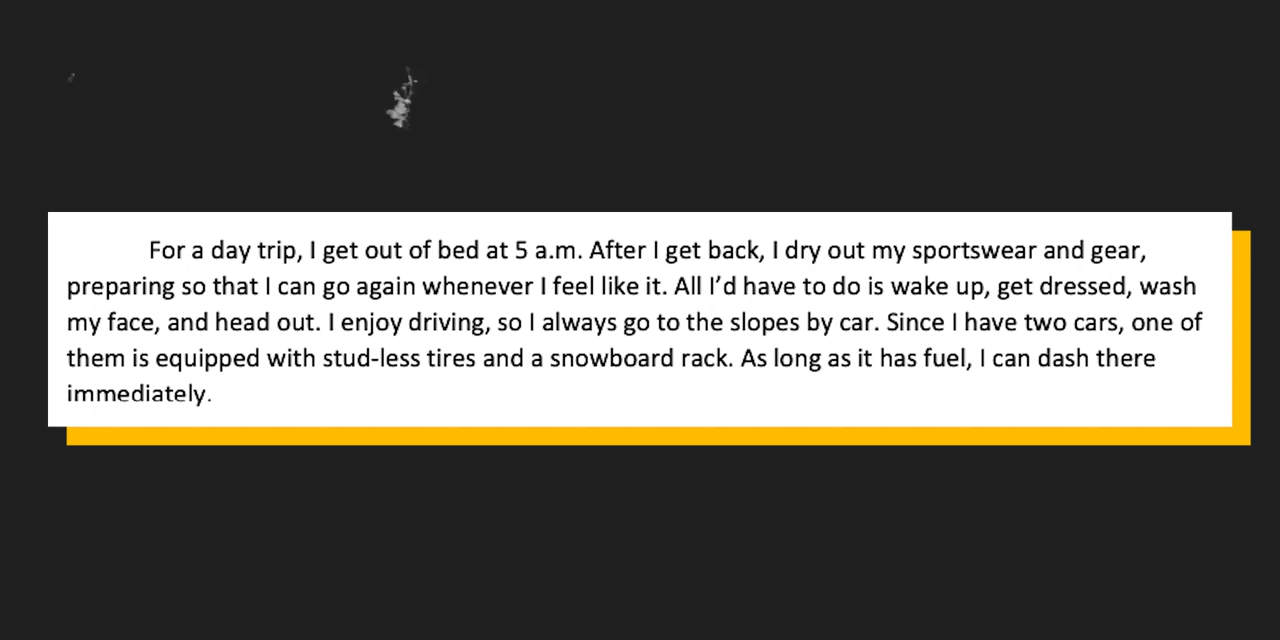 For a day trip, I get out of bed at 5 a.m. After I get back, I dry out my sportswear and gear,
preparing so that I can go again whenever I feel like it. All I’d have to do is wake up, get dressed, wash
my face, and head out. I enjoy driving, so I always go to the slopes by car. Since I have two cars, one of
them is equipped with stud-less tires and a snowboard rack. As long as it has fuel, I can dash there
immediately.